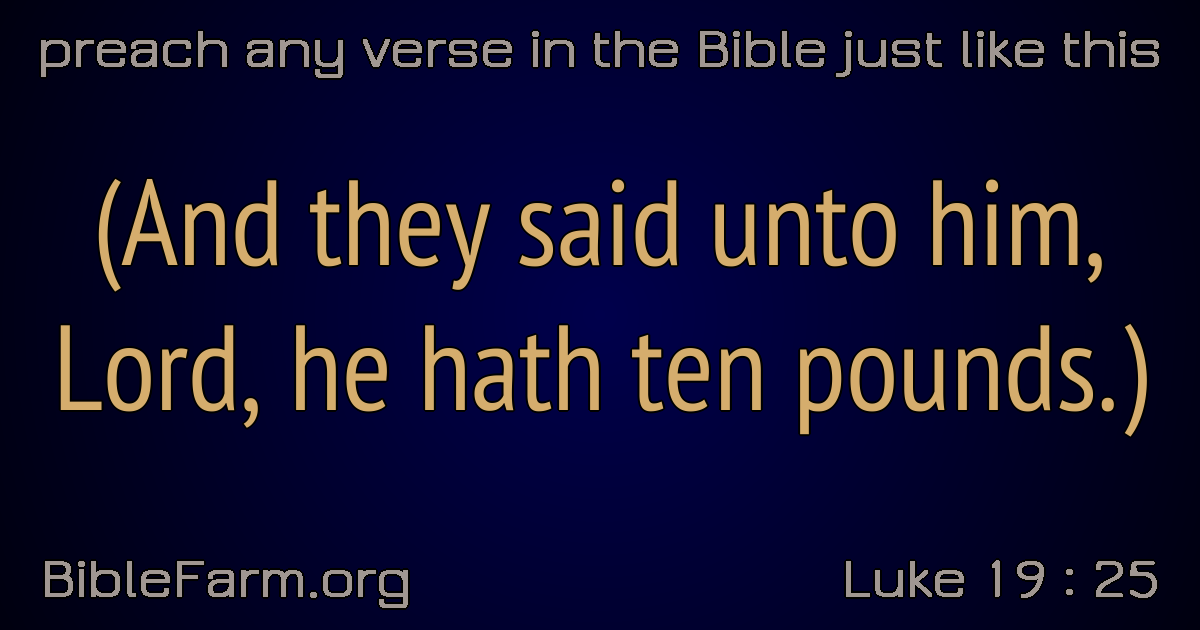 preach any verse in the Bible just like this
(And they said unto him,
Lord, he hath ten pounds.)
BibleFarm.org
Luke 19 : 25